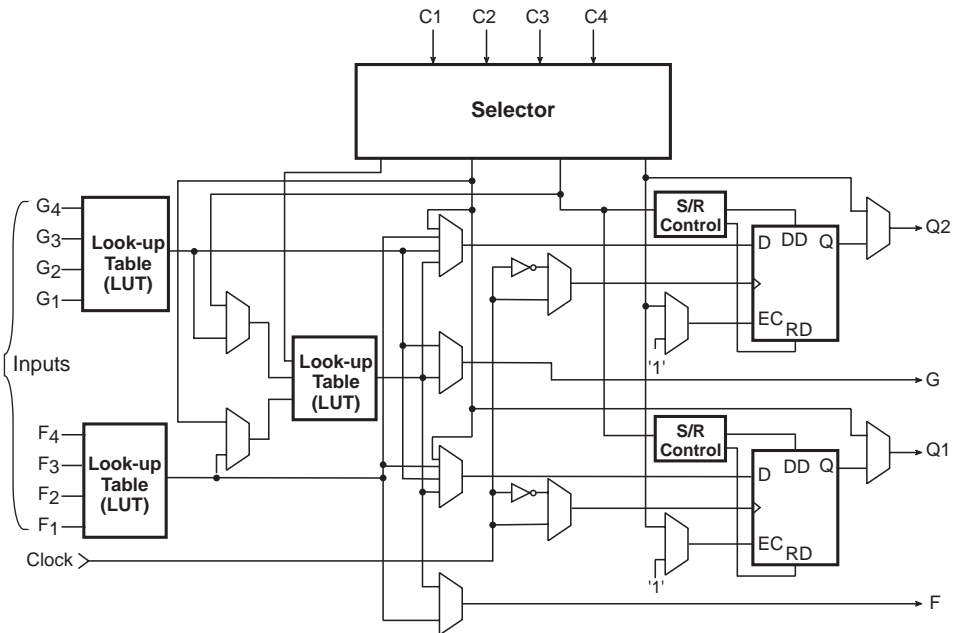 C1 C2 C3 C4
Selector
G4
G3
G2
G1
Look-up
Table
(LUT)
S/R
Control
D DD Q
EC
RD
Q2
'1'
Inputs
Look-up
Table
(LUT)
G
F4
F3
F2
F1
Look-up
Table
(LUT)
S/R
Control
D DD Q
EC
RD
Q1
'1'
Clock
F